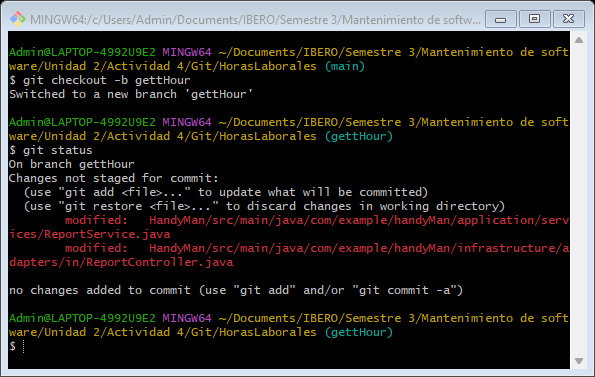 MINGW64:/c/Users/Admin/Documents/IBERO/Semestre 3/Mantenimiento de softw...
Admin@LAPTOP-4992U9E2 MINGW64 ~/Documents/IBERO/Semestre 3/Mantenimiento de soft
ware/Unidad 2/Actividad 4/Git/HorasLaborales (main)
$ git checkout -b gettHour
Switched to a new branch 'gettHour'
Admin@LAPTOP-4992U9E2 MINGW64 ~/Documents/IBERO/Semestre 3/Mantenimiento de soft
ware/Unidad 2/Actividad 4/Git/HorasLaborales (gettHour)
$ git status
On branch gettHour
Changes not staged for commit:
  (use "git add <file>..." to update what will be committed)
  (use "git restore <file>..." to discard changes in working directory)
        modified:   HandyMan/src/main/java/com/example/handyMan/application/serv
ices/ReportService.java
        modified:   HandyMan/src/main/java/com/example/handyMan/infrastructure/a
dapters/in/ReportController.java
no changes added to commit (use "git add" and/or "git commit -a")
Admin@LAPTOP-4992U9E2 MINGW64 ~/Documents/IBERO/Semestre 3/Mantenimiento de soft
ware/Unidad 2/Actividad 4/Git/HorasLaborales (gettHour)
$